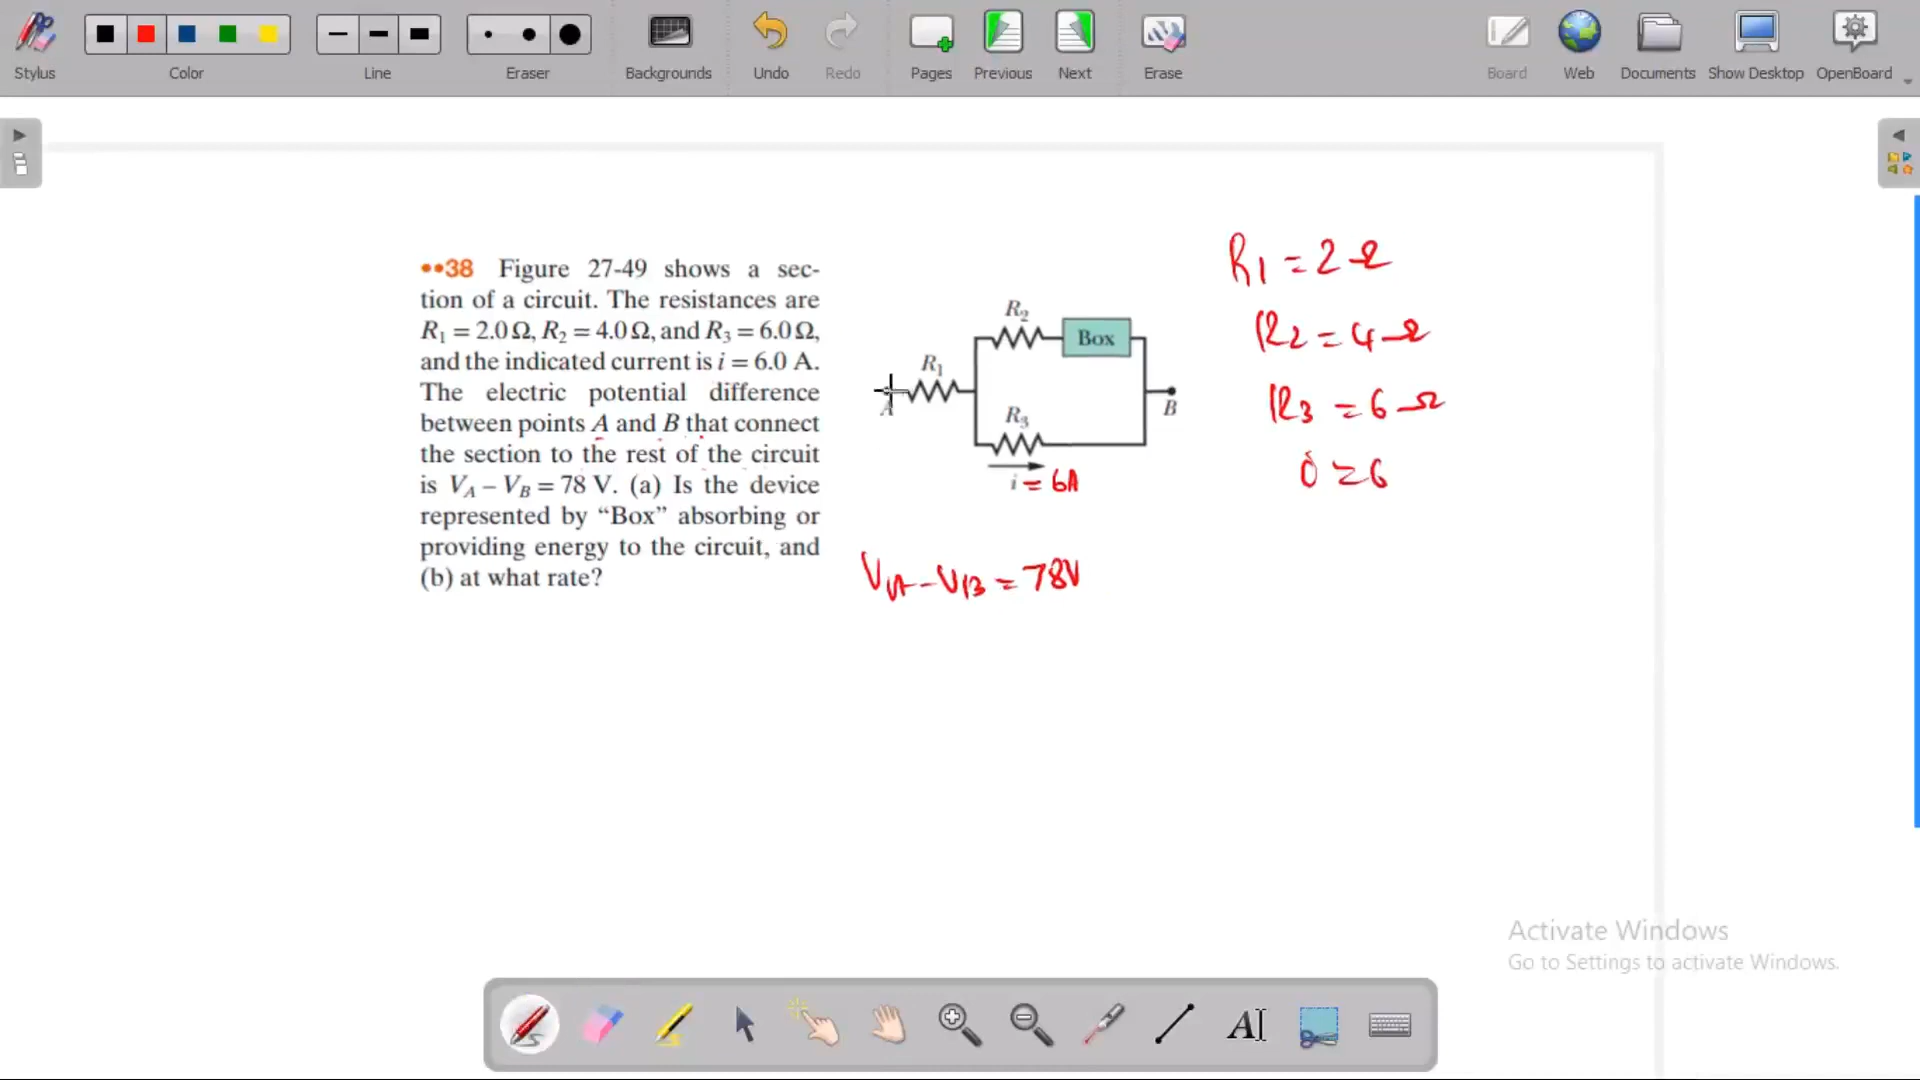 Stylus
Color
Line
Eraser
Backgrounds
Undo
Redo
Pages
Previous
Next
Erase
Board
Web
Documents
Show Desktop
OpenBoard
••38 Figure 27-49 shows a sec-
tion of a circuit. The resistances are
R₁ = 2.0 Ω, R₂ = 4.0 Ω, and R₃ = 6.0 Ω,
and the indicated current is i = 6.0 A.
The electric potential difference
between points A and B that connect
the section to the rest of the circuit
is V_A – V_B = 78 V. (a) Is the device
represented by “Box” absorbing or
providing energy to the circuit, and
(b) at what rate?
R₂
Box
R₁
A
B
R₃
i = 6A
V_A - V_B = 78V
R1 = 2Ω
R2 = 4Ω
R3 = 6Ω
i = 6
Activate Windows
Go to Settings to activate Windows.
AI